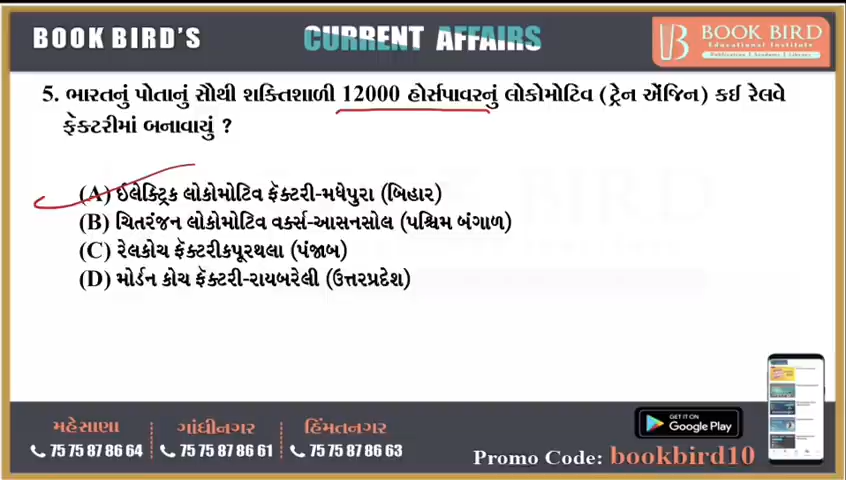 BOOK BIRD'S
CURRENT AFFAIRS
BOOK BIRD
Educational Institute
Publication | Academy | Library
5. ભારતનું પોતાનું સૌથી શક્તિશાળી 12000 હોર્સપાવરનું લોકોમોટિવ (ટ્રેન એંજિન) કઈ રેલવે
ફૅક્ટરીમાં બનાવાયું ?
(A) ઈલેક્ટ્રિક લોકોમોટિવ ફૅક્ટરી-મધેપુરા (બિહાર)
(B) ચિતરંજન લોકોમોટિવ વર્ક્સ-આસનસોલ (પશ્ચિમ બંગાળ)
(C) રેલકોચ ફૅક્ટરીકપૂરથલા (પંજાબ)
(D) મોર્ડન કોચ ફૅક્ટરી-રાયબરેલી (ઉત્તરપ્રદેશ)
મહેસાણા
75 75 87 86 64
ગાંધીનગર
75 75 87 86 61
હિંમતનગર
75 75 87 86 63
GET IT ON
Google Play
Promo Code: bookbird10